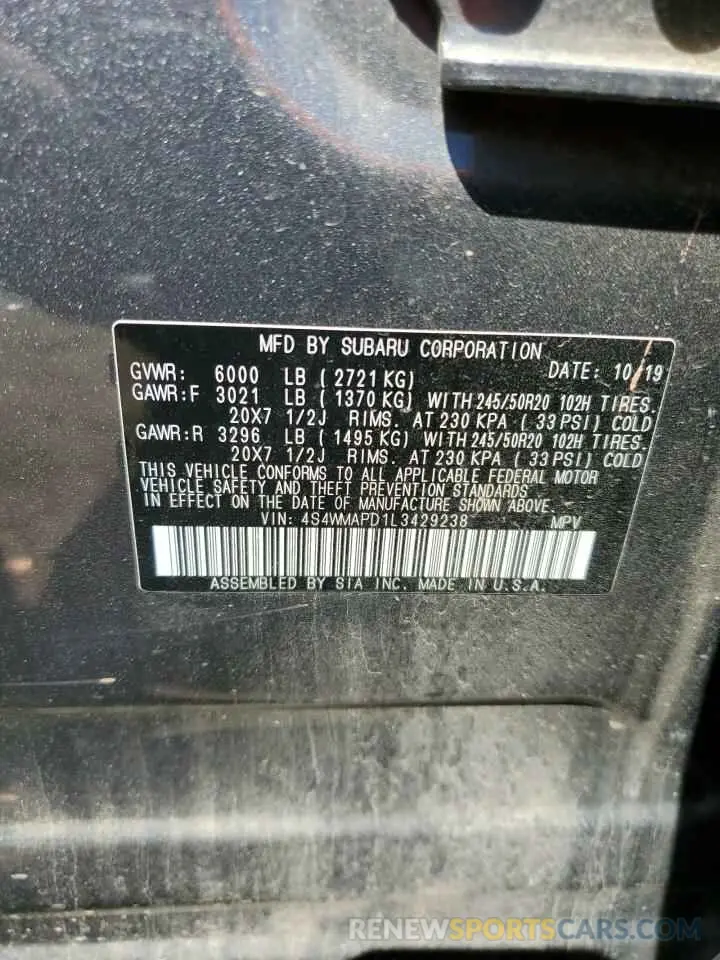 MFD BY SUBARU CORPORATION
GVWR: 6000 LB ( 2721 KG) DATE: 10/19
GAWR:F 3021 LB ( 1370 KG) WITH 245/50R20 102H TIRES.
20X7 1/2J RIMS. AT 230 KPA ( 33 PSI) COLD
GAWR:R 3296 LB ( 1495 KG) WITH 245/50R20 102H TIRES.
20X7 1/2J RIMS. AT 230 KPA ( 33 PSI) COLD
THIS VEHICLE CONFORMS TO ALL APPLICABLE FEDERAL MOTOR
VEHICLE SAFETY AND THEFT PREVENTION STANDARDS
IN EFFECT ON THE DATE OF MANUFACTURE SHOWN ABOVE.
VIN: 4S4WMAPD1L3429238 MPV
ASSEMBLED BY SIA INC. MADE IN U.S.A.
RENEWSPORTSCARS.COM